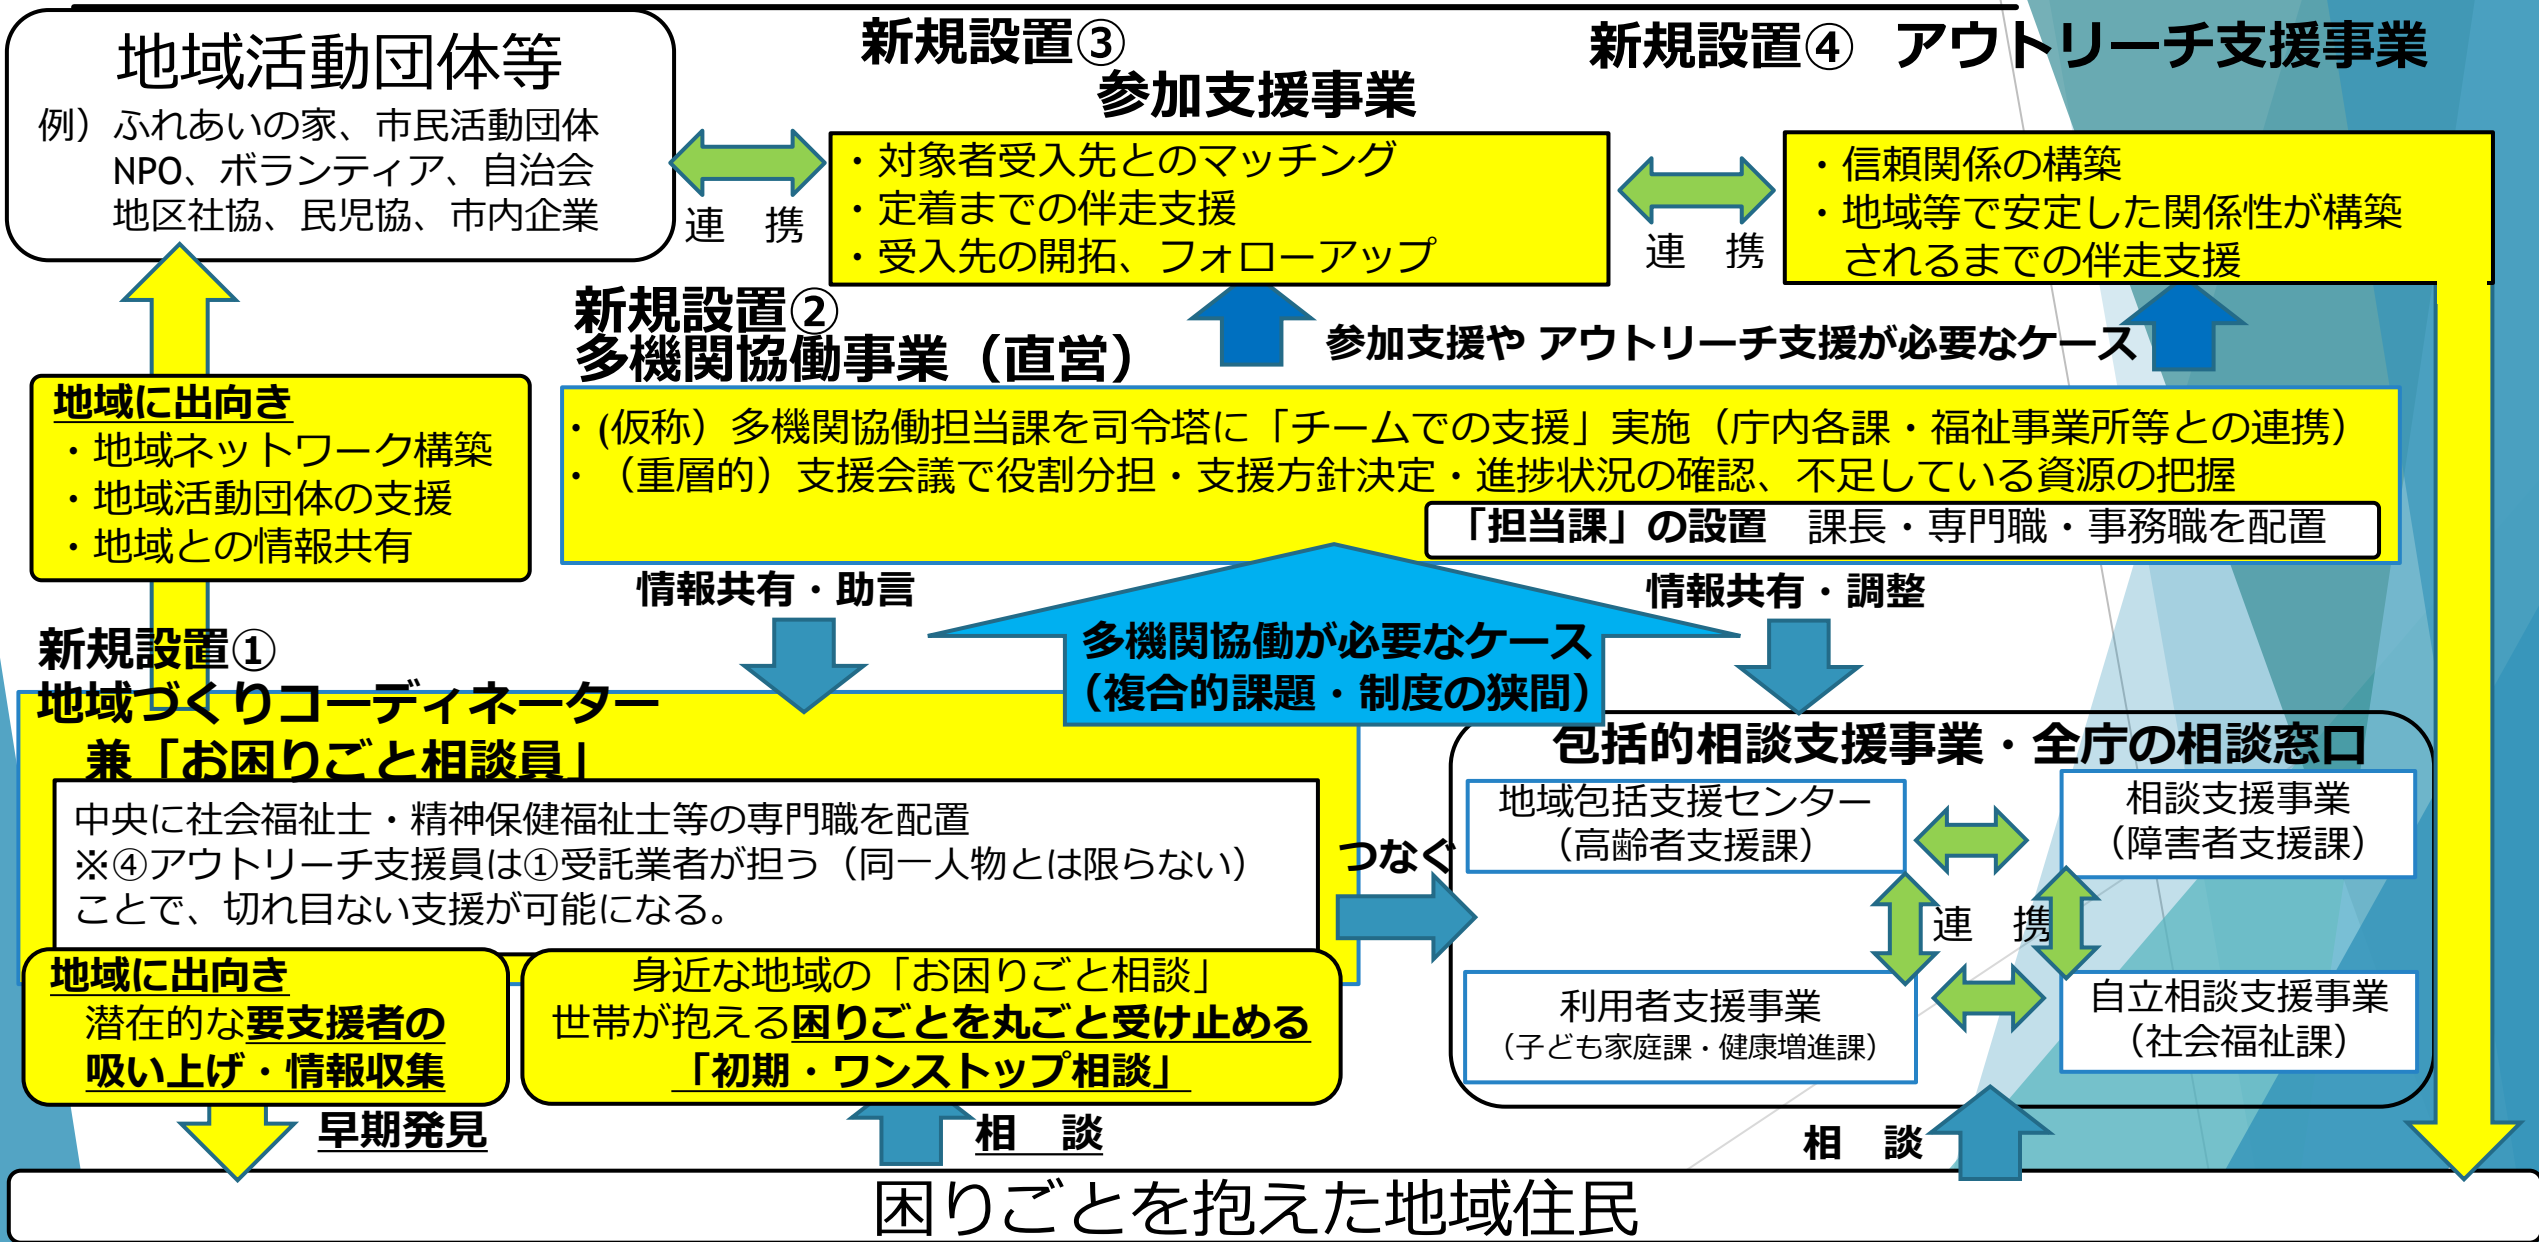 地域活動団体等
例）ふれあいの家、市民活動団体
NPO、ボランティア、自治会
地区社協、民児協、市内企業
連　携
新規設置③
参加支援事業
・対象者受入先とのマッチング
・定着までの伴走支援
・受入先の開拓、フォローアップ
連　携
新規設置④　アウトリーチ支援事業
・信頼関係の構築
・地域等で安定した関係性が構築
されるまでの伴走支援
新規設置②
多機関協働事業（直営）
参加支援や アウトリーチ支援が必要なケース
・(仮称）多機関協働担当課を司令塔に「チームでの支援」実施（庁内各課・福祉事業所等との連携）
・（重層的）支援会議で役割分担・支援方針決定・進捗状況の確認、不足している資源の把握
「担当課」の設置　課長・専門職・事務職を配置
地域に出向き
・地域ネットワーク構築
・地域活動団体の支援
・地域との情報共有
情報共有・助言
多機関協働が必要なケース
（複合的課題・制度の狭間）
情報共有・調整
新規設置①
地域づくりコーディネーター
兼「お困りごと相談員」
中央に社会福祉士・精神保健福祉士等の専門職を配置
※④アウトリーチ支援員は①受託業者が担う（同一人物とは限らない）
ことで、切れ目ない支援が可能になる。
地域に出向き
潜在的な要支援者の
吸い上げ・情報収集
身近な地域の「お困りごと相談」
世帯が抱える困りごとを丸ごと受け止める
「初期・ワンストップ相談」
つなぐ
包括的相談支援事業・全庁の相談窓口
地域包括支援センター
（高齢者支援課）
相談支援事業
（障害者支援課）
連　携
利用者支援事業
（子ども家庭課・健康増進課）
自立相談支援事業
（社会福祉課）
早期発見
相　談
相　談
困りごとを抱えた地域住民